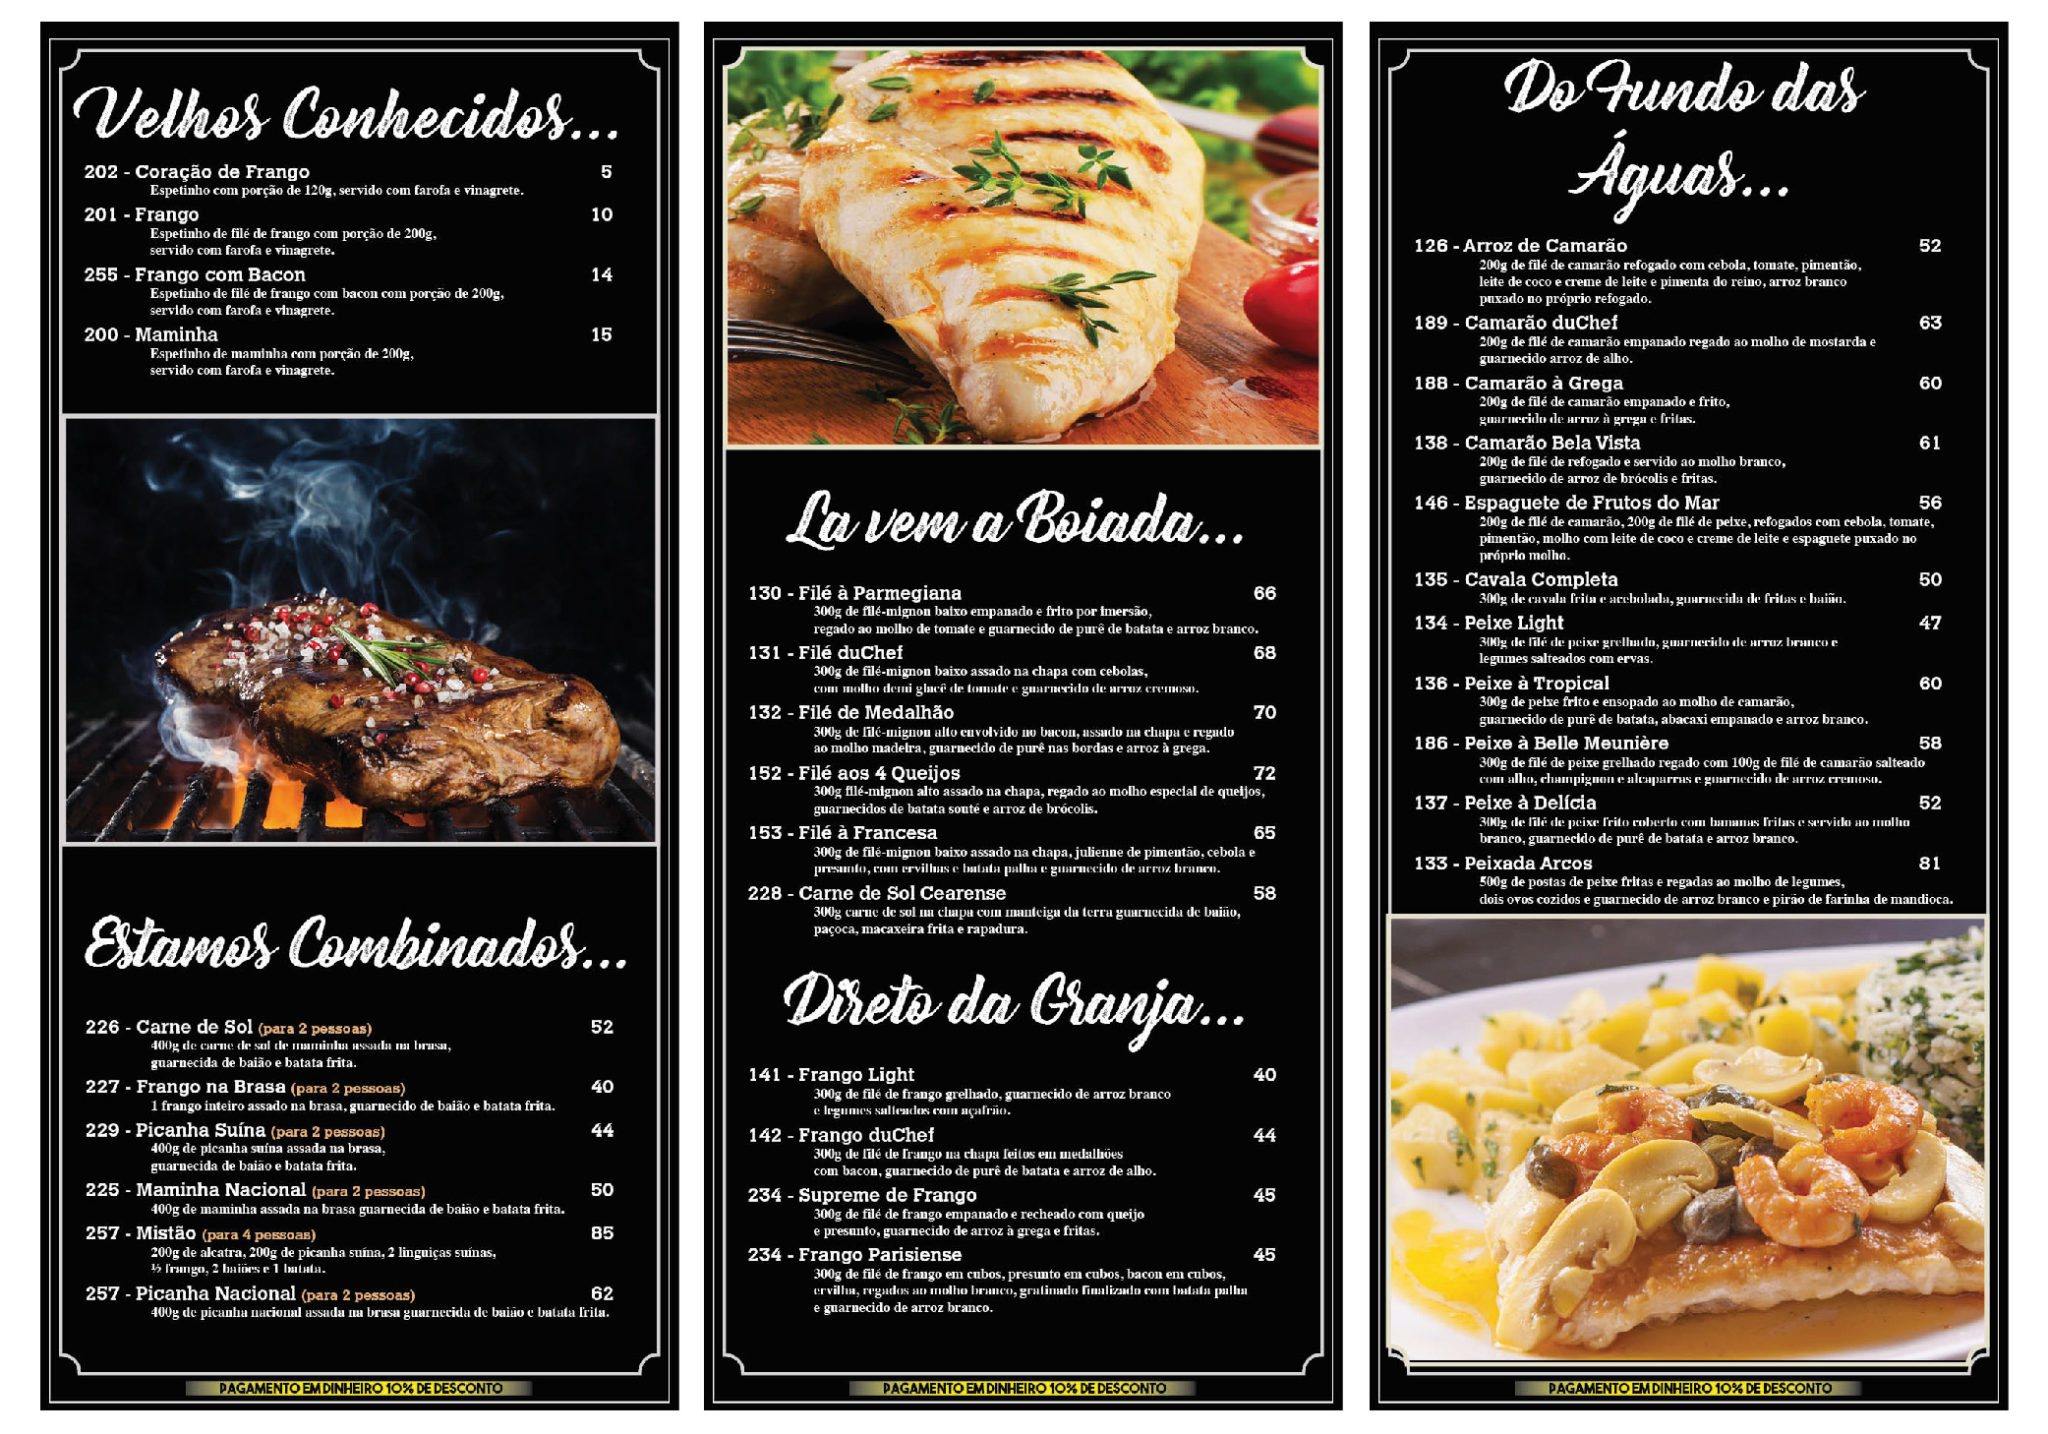 Velhos Conhecidos...
202 - Coração de Frango 5
Espetinho com porção de 120g, servido com farofa e vinagrete.
201 - Frango 10
Espetinho de filé de frango com porção de 200g,
servido com farofa e vinagrete.
255 - Frango com Bacon 14
Espetinho de filé de frango com bacon com porção de 200g,
servido com farofa e vinagrete.
200 - Maminha 15
Espetinho de maminha com porção de 200g,
servido com farofa e vinagrete.
Estamos Combinados...
226 - Carne de Sol (para 2 pessoas) 52
400g de carne de sol de maminha assada na brasa,
guarnecida de baião e batata frita.
227 - Frango na Brasa (para 2 pessoas) 40
1 frango inteiro assado na brasa, guarnecido de baião e batata frita.
229 - Picanha Suína (para 2 pessoas) 44
400g de picanha suína assada na brasa,
guarnecida de baião e batata frita.
225 - Maminha Nacional (para 2 pessoas) 50
400g de maminha assada na brasa guarnecida de baião e batata frita.
257 - Mistão (para 4 pessoas) 85
200g de alcatra, 200g de picanha suína, 2 linguiças suínas,
½ frango, 2 baiões e 1 batata.
257 - Picanha Nacional (para 2 pessoas) 62
400g de picanha nacional assada na brasa guarnecida de baião e batata frita.
PAGAMENTO EM DINHEIRO 10% DE DESCONTO
La vem a Boiada...
130 - Filé à Parmegiana 66
300g de filé-mignon baixo empanado e frito por imersão,
regado ao molho de tomate e guarnecido de purê de batata e arroz branco.
131 - Filé duChef 68
300g de filé-mignon baixo assado na chapa com cebolas,
com molho demi glacê de tomate e guarnecido de arroz cremoso.
132 - Filé de Medalhão 70
300g de filé-mignon alto envolvido no bacon, assado na chapa e regado
ao molho madeira, guarnecido de purê nas bordas e arroz à grega.
152 - Filé aos 4 Queijos 72
300g filé-mignon alto assado na chapa, regado ao molho especial de queijos,
guarnecidos de batata souté e arroz de brócolis.
153 - Filé à Francesa 65
300g de filé-mignon baixo assado na chapa, julienne de pimentão, cebola e
presunto, com ervilhas e batata palha e guarnecido de arroz branco.
228 - Carne de Sol Cearense 58
300g carne de sol na chapa com manteiga da terra guarnecida de baião,
paçoca, macaxeira frita e rapadura.
Direto da Granja...
141 - Frango Light 40
300g de filé de frango grelhado, guarnecido de arroz branco
e legumes salteados com açafrão.
142 - Frango duChef 44
300g de filé de frango na chapa feitos em medalhões
com bacon, guarnecido de purê de batata e arroz de alho.
234 - Supreme de Frango 45
300g de filé de frango empanado e recheado com queijo
e presunto, guarnecido de arroz à grega e fritas.
234 - Frango Parisiense 45
300g de filé de frango em cubos, presunto em cubos, bacon em cubos,
ervilha, regados ao molho branco, gratinado finalizado com batata palha
e guarnecido de arroz branco.
PAGAMENTO EM DINHEIRO 10% DE DESCONTO
Do Fundo das
Águas...
126 - Arroz de Camarão 52
200g de filé de camarão refogado com cebola, tomate, pimentão,
leite de coco e creme de leite e pimenta do reino, arroz branco
puxado no próprio refogado.
189 - Camarão duChef 63
200g de filé de camarão empanado regado ao molho de mostarda e
guarnecido arroz de alho.
188 - Camarão à Grega 60
200g de filé de camarão empanado e frito,
guarnecido de arroz à grega e fritas.
138 - Camarão Bela Vista 61
200g de filé de refogado e servido ao molho branco,
guarnecido de arroz de brócolis e fritas.
146 - Espaguete de Frutos do Mar 56
200g de filé de camarão, 200g de filé de peixe, refogados com cebola, tomate,
pimentão, molho com leite de coco e creme de leite e espaguete puxado no
próprio molho.
135 - Cavala Completa 50
300g de cavala frita e acebolada, guarnecida de fritas e baião.
134 - Peixe Light 47
300g de filé de peixe grelhado, guarnecido de arroz branco e
legumes salteados com ervas.
136 - Peixe à Tropical 60
300g de peixe frito e ensopado ao molho de camarão,
guarnecido de purê de batata, abacaxi empanado e arroz branco.
186 - Peixe à Belle Meunière 58
300g de filé de peixe grelhado regado com 100g de filé de camarão salteado
com alho, champignon e alcaparras e guarnecido de arroz cremoso.
137 - Peixe à Delícia 52
300g de filé de peixe frito coberto com bananas fritas e servido ao molho
branco, guarnecido de purê de batata e arroz branco.
133 - Peixada Arcos 81
500g de postas de peixe fritas e regadas ao molho de legumes,
dois ovos cozidos e guarnecido de arroz branco e pirão de farinha de mandioca.
PAGAMENTO EM DINHEIRO 10% DE DESCONTO